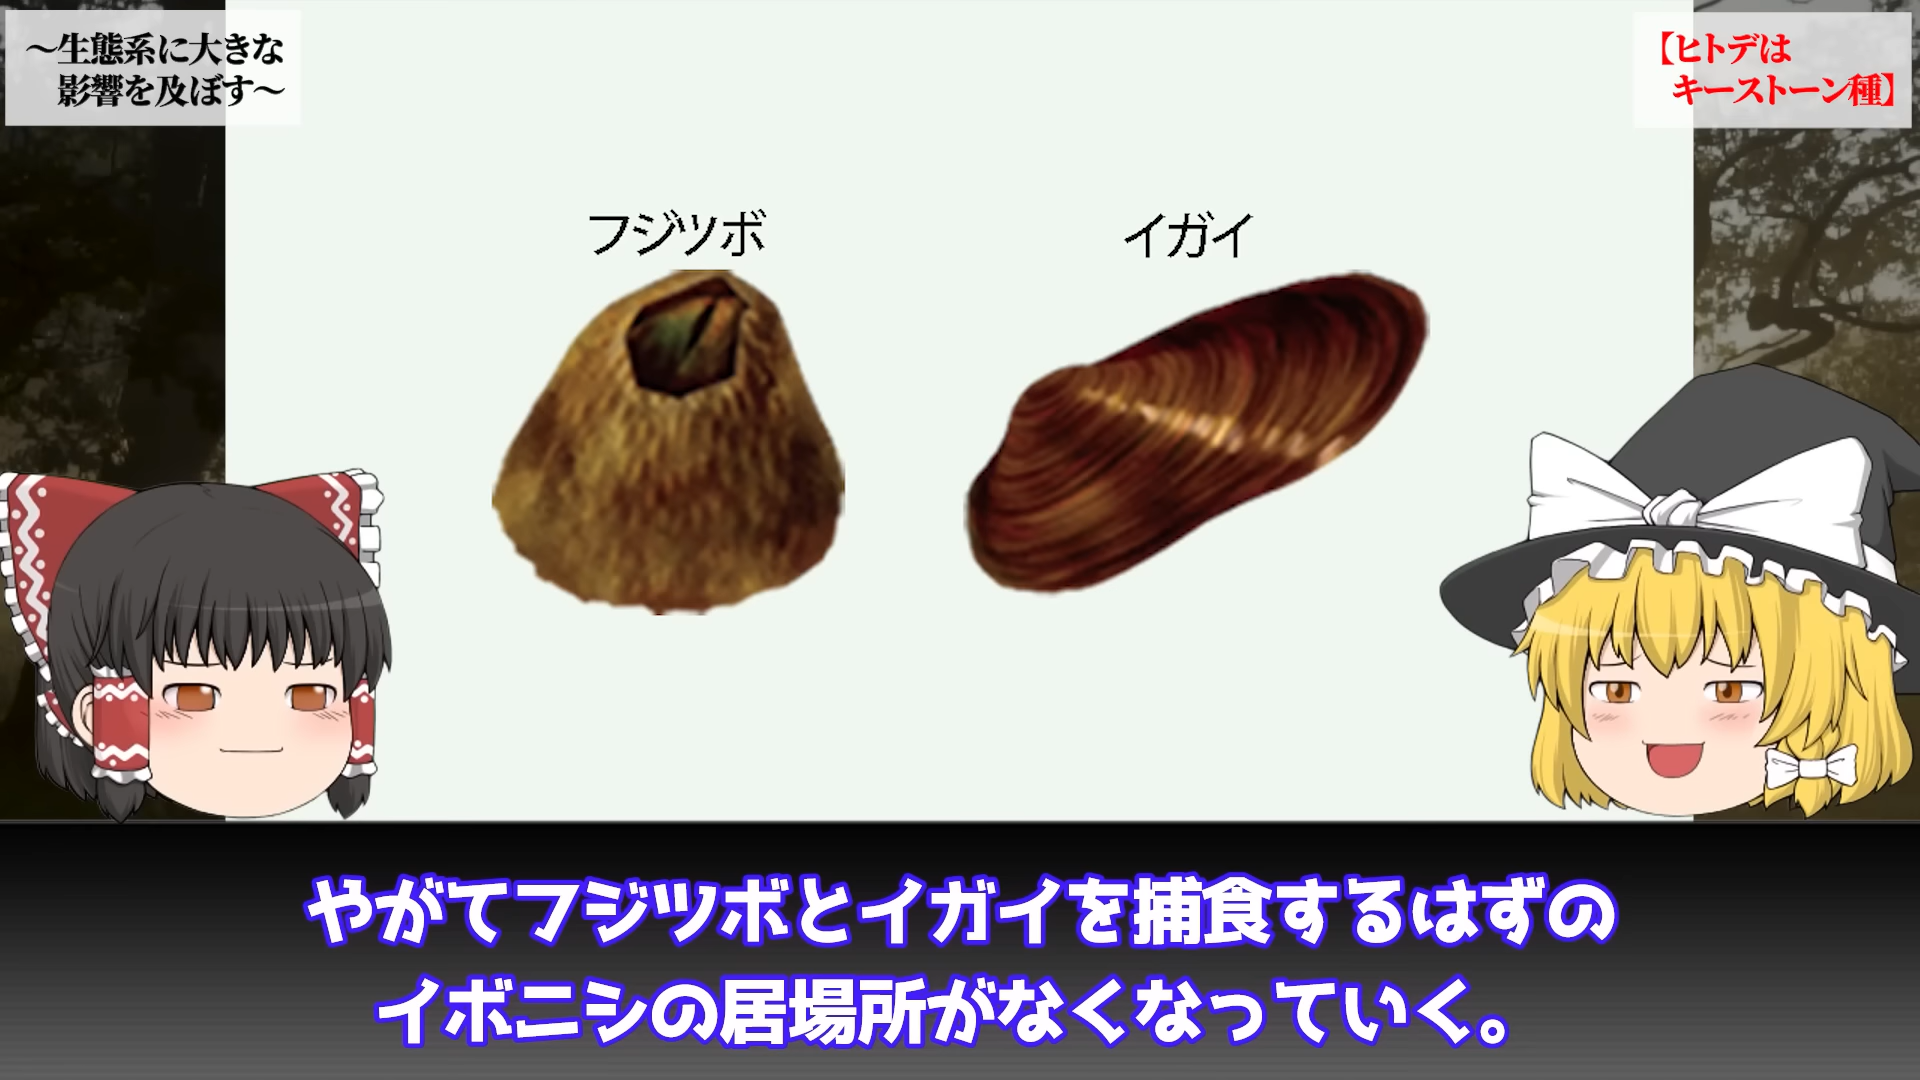 ～生態系に大きな
影響を及ぼす～
【ヒトデは
キーストーン種】
フジツボ
イガイ
やがてフジツボとイガイを捕食するはずの
イボニシの居場所がなくなっていく。